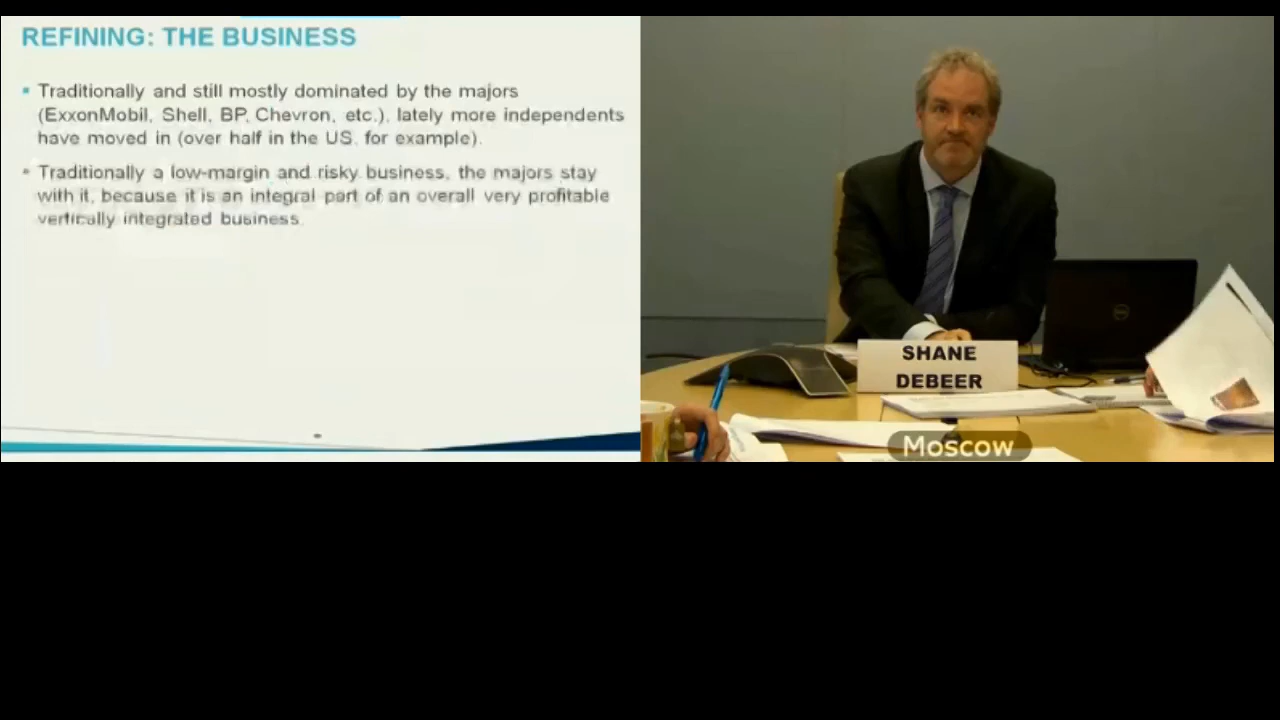 REFINING: THE BUSINESS
Traditionally and still mostly dominated by the majors
(ExxonMobil, Shell, BP, Chevron, etc.), lately more independents
have moved in (over half in the US, for example).
Traditionally a low-margin and risky business, the majors stay
with it, because it is an integral part of an overall very profitable
vertically integrated business.
SHANE
DEBEER
Moscow